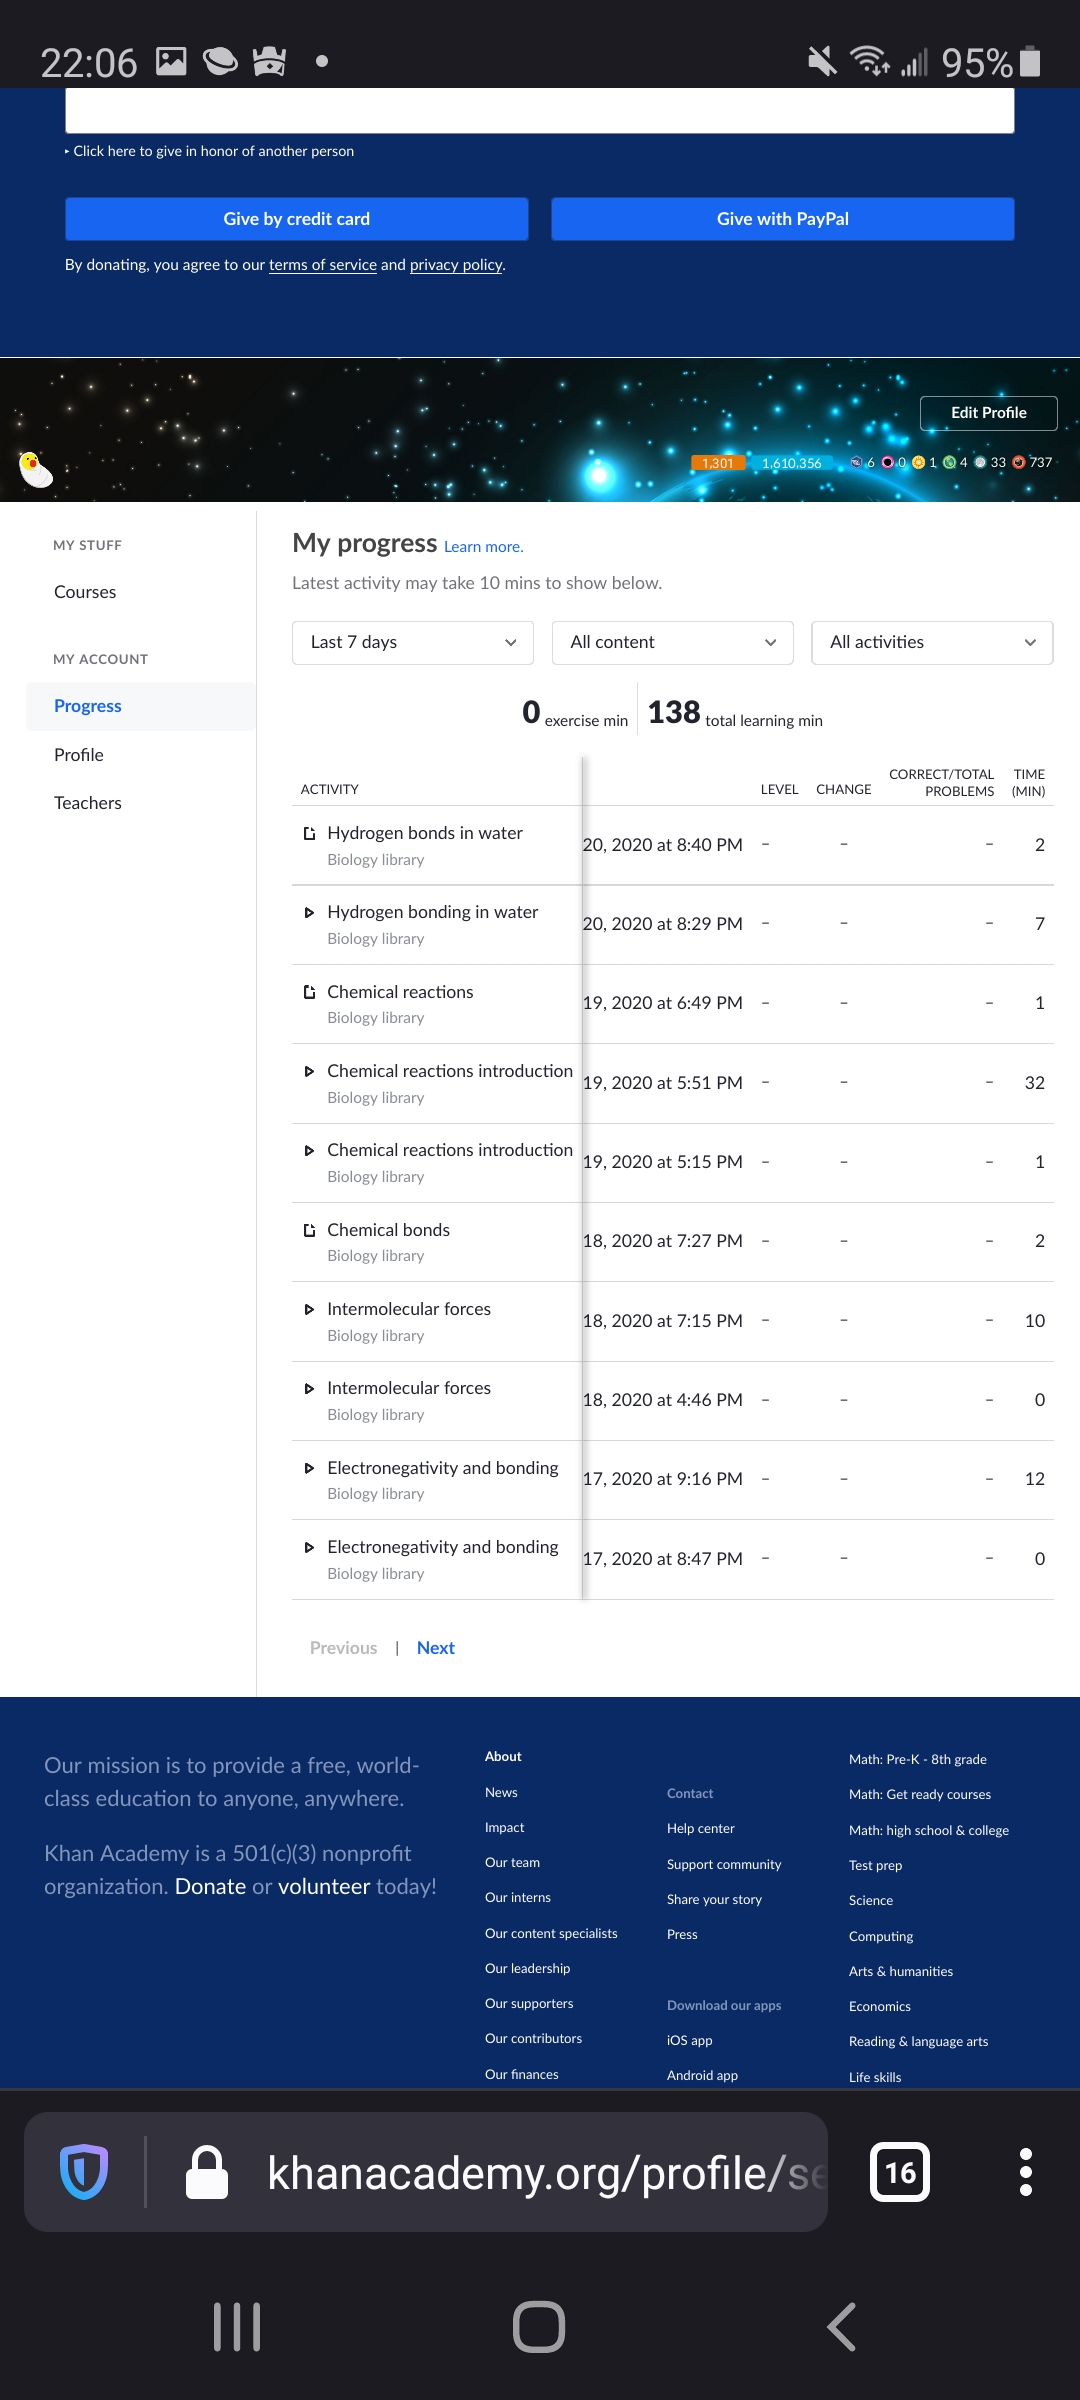 22:06
95%
‣ Click here to give in honor of another person
Give by credit card
Give with PayPal
By donating, you agree to our terms of service and privacy policy.
Edit Profile
1,301
1,610,356
6 0 1 4 33 737
MY STUFF
Courses
MY ACCOUNT
Progress
Profile
Teachers
My progress Learn more.
Latest activity may take 10 mins to show below.
Last 7 days
All content
All activities
0 exercise min
138 total learning min
ACTIVITY LEVEL CHANGE CORRECT/TOTAL PROBLEMS TIME (MIN)
Hydrogen bonds in water 20, 2020 at 8:40 PM – – – 2
Biology library
Hydrogen bonding in water 20, 2020 at 8:29 PM – – – 7
Biology library
Chemical reactions 19, 2020 at 6:49 PM – – – 1
Biology library
Chemical reactions introduction 19, 2020 at 5:51 PM – – – 32
Biology library
Chemical reactions introduction 19, 2020 at 5:15 PM – – – 1
Biology library
Chemical bonds 18, 2020 at 7:27 PM – – – 2
Biology library
Intermolecular forces 18, 2020 at 7:15 PM – – – 10
Biology library
Intermolecular forces 18, 2020 at 4:46 PM – – – 0
Biology library
Electronegativity and bonding 17, 2020 at 9:16 PM – – – 12
Biology library
Electronegativity and bonding 17, 2020 at 8:47 PM – – – 0
Biology library
Previous | Next
Our mission is to provide a free, world-
class education to anyone, anywhere.
Khan Academy is a 501(c)(3) nonprofit
organization. Donate or volunteer today!
About
News
Impact
Our team
Our interns
Our content specialists
Our leadership
Our supporters
Our contributors
Our finances
Contact
Help center
Support community
Share your story
Press
Download our apps
iOS app
Android app
Math: Pre-K - 8th grade
Math: Get ready courses
Math: high school & college
Test prep
Science
Computing
Arts & humanities
Economics
Reading & language arts
Life skills
khanacademy.org/profile/se
16